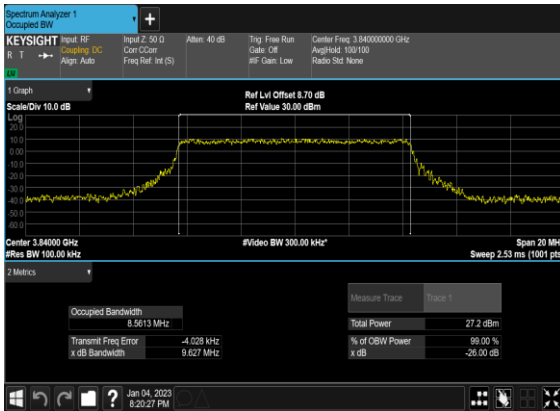 Spectrum Analyzer 1
Occupied BW
KEYSIGHT
R T
LXI
Input: RF
Coupling: DC
Align: Auto
Input Z: 50 Ω
Corr CCorr
Freq Ref: Int (S)
Atten: 40 dB
Trig: Free Run
Gate: Off
#IF Gain: Low
Center Freq: 3.840000000 GHz
Avg|Hold: 100/100
Radio Std: None
1 Graph
Scale/Div 10.0 dB
Ref Lvl Offset 8.70 dB
Ref Value 30.00 dBm
Log
20.0
10.0
0.00
-10.0
-20.0
-30.0
-40.0
-50.0
-60.0
Center 3.84000 GHz
#Res BW 100.00 kHz
#Video BW 300.00 kHz*
Span 20 MH
Sweep 2.53 ms (1001 pts
2 Metrics
Measure Trace
Trace 1
Occupied Bandwidth
8.5613 MHz
Total Power
27.2 dBm
Transmit Freq Error
-4.028 kHz
% of OBW Power
99.00 %
x dB Bandwidth
9.627 MHz
x dB
-26.00 dB
?
Jan 04, 2023
8:20:27 PM